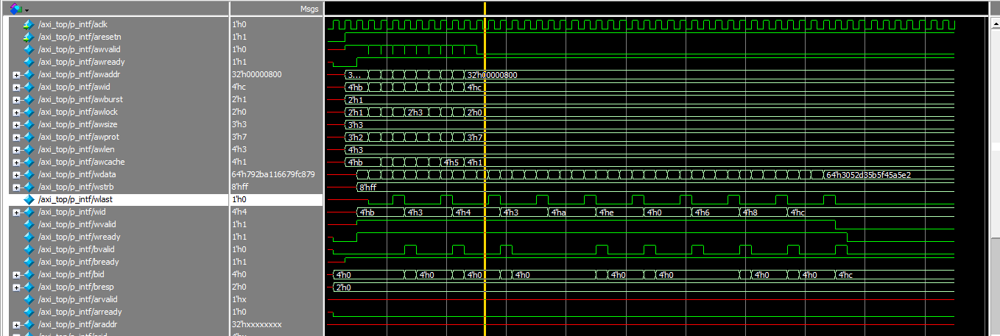 Msgs
/axi_top/p_intf/aclk 1'h0
/axi_top/p_intf/aresetn 1'h1
/axi_top/p_intf/awvalid 1'h0
/axi_top/p_intf/awready 1'h1
/axi_top/p_intf/awaddr 32'h00000800 3... 32'h00000800
/axi_top/p_intf/awid 4'hc 4'hb 4'hc
/axi_top/p_intf/awburst 2'h1 2'h1
/axi_top/p_intf/awlock 2'h0 2'h1 2'h3 2'h0
/axi_top/p_intf/awsize 3'h3 3'h3
/axi_top/p_intf/awprot 3'h7 3'h2 3'h7
/axi_top/p_intf/awlen 4'h3 4'h3
/axi_top/p_intf/awcache 4'h1 4'hb 4'h5 4'h1
/axi_top/p_intf/wdata 64'h792ba116679fc879 64'h3052d35b5f45a5e2
/axi_top/p_intf/wstrb 8'hff 8'hff
/axi_top/p_intf/wlast 1'h0
/axi_top/p_intf/wid 4'h4 4'hb 4'h3 4'h4 4'h3 4'ha 4'he 4'h0 4'h6 4'h8 4'hc
/axi_top/p_intf/wvalid 1'h1
/axi_top/p_intf/wready 1'h1
/axi_top/p_intf/bvalid 1'h0
/axi_top/p_intf/bready 1'h1
/axi_top/p_intf/bid 4'h0 4'h0 4'h0 4'h0 4'h0 4'h0 4'h0 4'h0 4'h0 4'hc
/axi_top/p_intf/bresp 2'h0 2'h0
/axi_top/p_intf/arvalid 1'hx
/axi_top/p_intf/arready 1'h0
/axi_top/p_intf/araddr 32'hxxxxxxxx